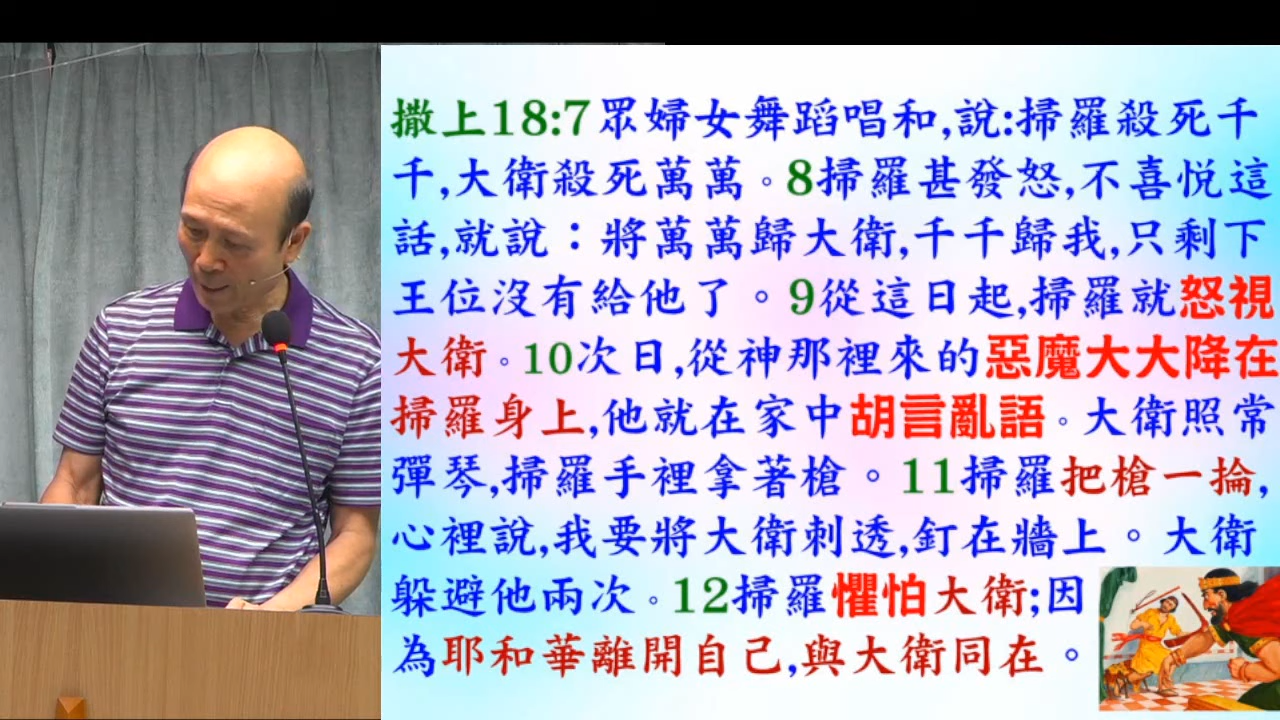 撒上18:7眾婦女舞蹈唱和,說:掃羅殺死千
千,大衛殺死萬萬。8掃羅甚發怒,不喜悅這
話,就說：將萬萬歸大衛,千千歸我,只剩下
王位沒有給他了。9從這日起,掃羅就怒視
大衛。10次日,從神那裡來的惡魔大大降在
掃羅身上,他就在家中胡言亂語。大衛照常
彈琴,掃羅手裡拿著槍。11掃羅把槍一掄,
心裡說,我要將大衛刺透,釘在牆上。大衛
躲避他兩次。12掃羅懼怕大衛;因
為耶和華離開自己,與大衛同在。